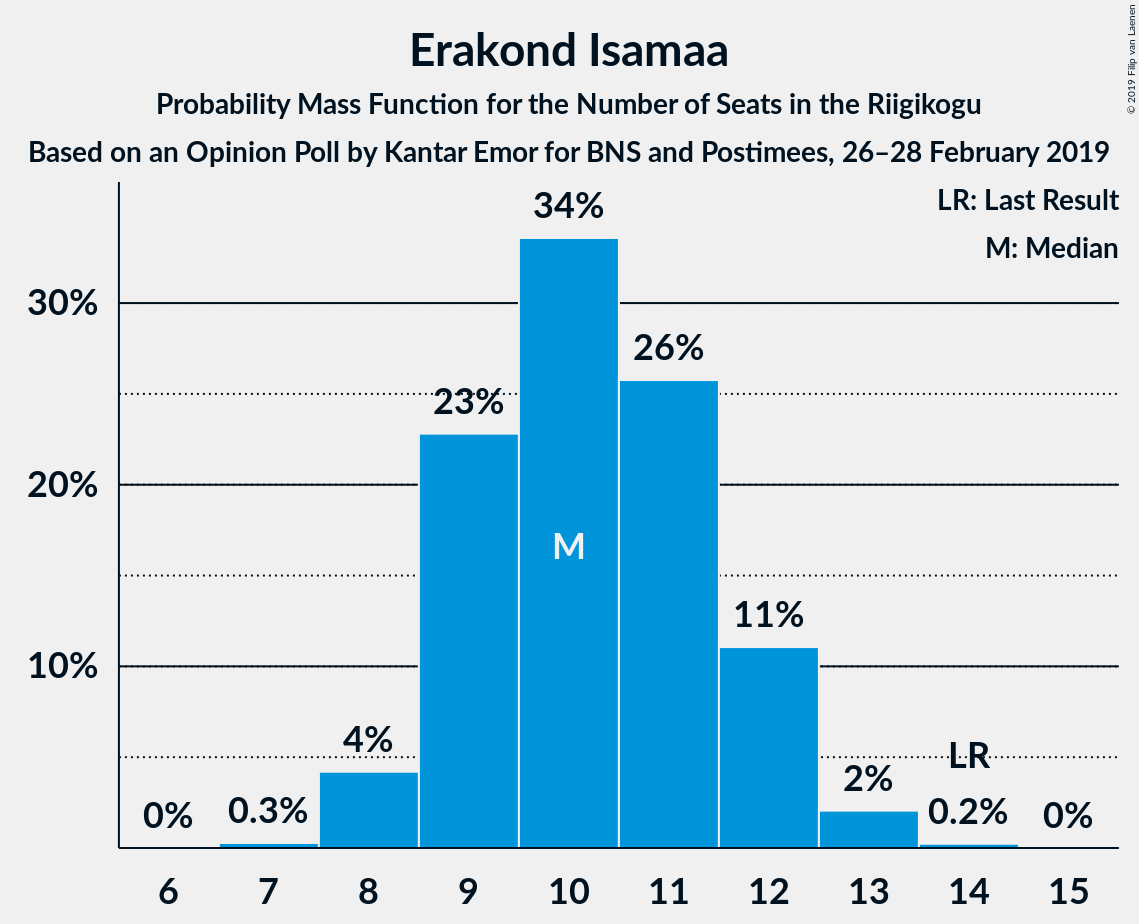 Erakond Isamaa
Probability Mass Function for the Number of Seats in the Riigikogu
Based on an Opinion Poll by Kantar Emor for BNS and Postimees, 26–28 February 2019
© 2019 Filip van Laenen
LR: Last Result
M: Median
34%
30%
26%
23%
20%
M
11%
10%
4%
LR
2%
0%
0.3%
0.2%
0%
6 7 8 9 10 11 12 13 14 15